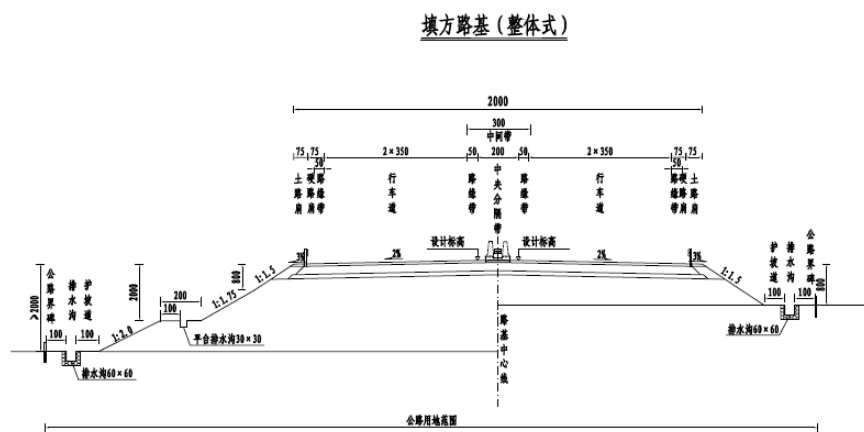 填方路基（整体式）
2000
300
中间带
75 75 2×350 50 200 50 2×350 75 75
50 50
土路肩 硬路肩 路缘带 行车道 路缘带 中央分隔带 路缘带 行车道 路缘带 硬路肩 土路肩
设计标高 设计标高
3% 2% 2% 3%
公路界碑 排水沟 护坡道
护坡道 排水沟 公路界碑
>2000
100 100
1:2.0
2000
200
100
1:1.75
800
1:1.5
1:1.5
100 100
800
平台排水沟30×30
排水沟60×60
排水沟60×60
路基中心线
公路用地范围